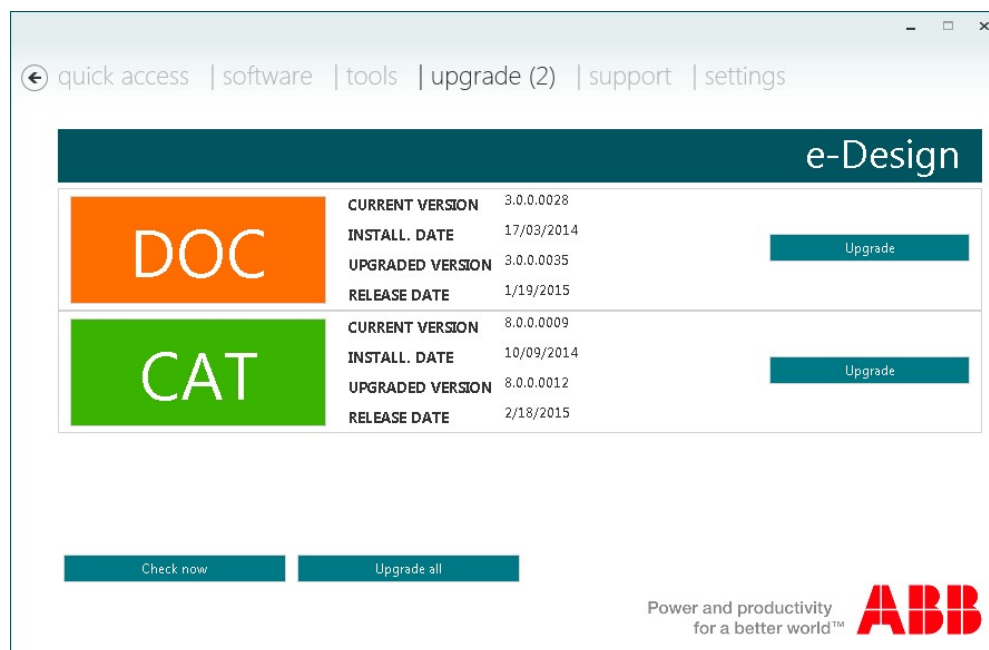 quick access | software | tools | upgrade (2) | support | settings
e-Design
DOC
CURRENT VERSION 3.0.0.0028
INSTALL. DATE 17/03/2014
UPGRADED VERSION 3.0.0.0035
RELEASE DATE 1/19/2015
Upgrade
CAT
CURRENT VERSION 8.0.0.0009
INSTALL. DATE 10/09/2014
UPGRADED VERSION 8.0.0.0012
RELEASE DATE 2/18/2015
Upgrade
Check now
Upgrade all
Power and productivity
for a better world™
ABB